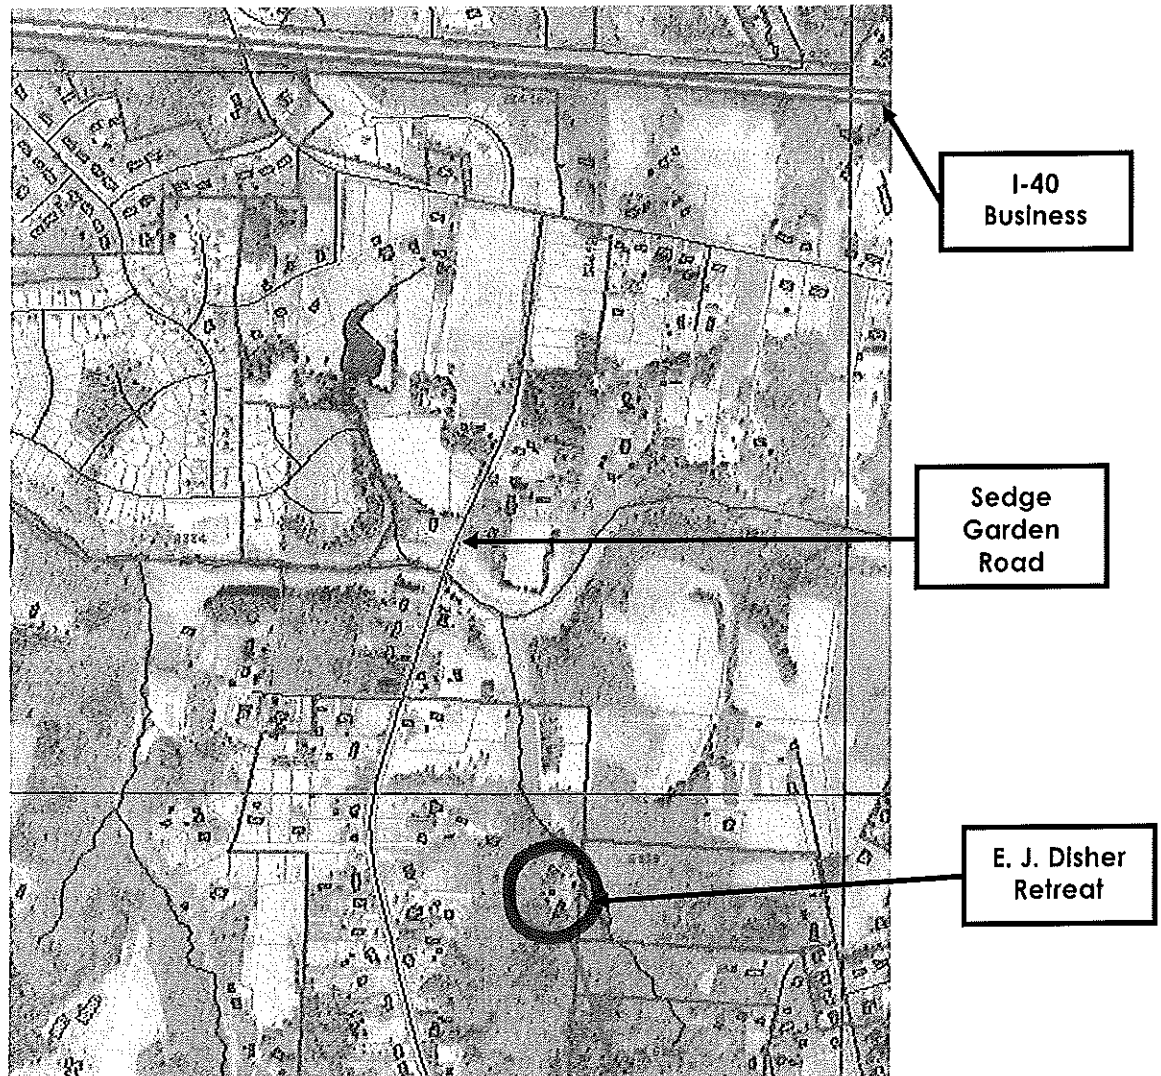 I-40
Business
Sedge
Garden
Road
E. J. Disher
Retreat